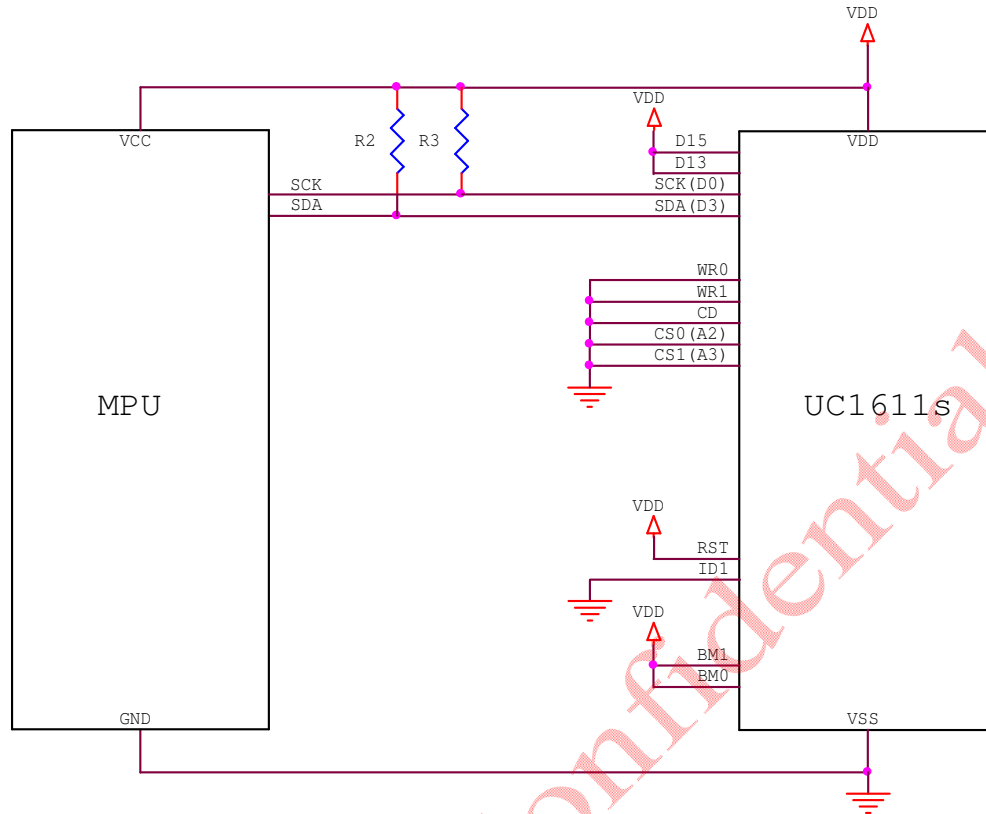 VDD
VDD
VCC
R2
R3
D15
VDD
D13
SCK
SCK(D0)
SDA
SDA(D3)
WR0
WR1
CD
CS0(A2)
CS1(A3)
MPU
UC1611s
VDD
RST
ID1
VDD
BM1
BM0
GND
VSS
onfidential